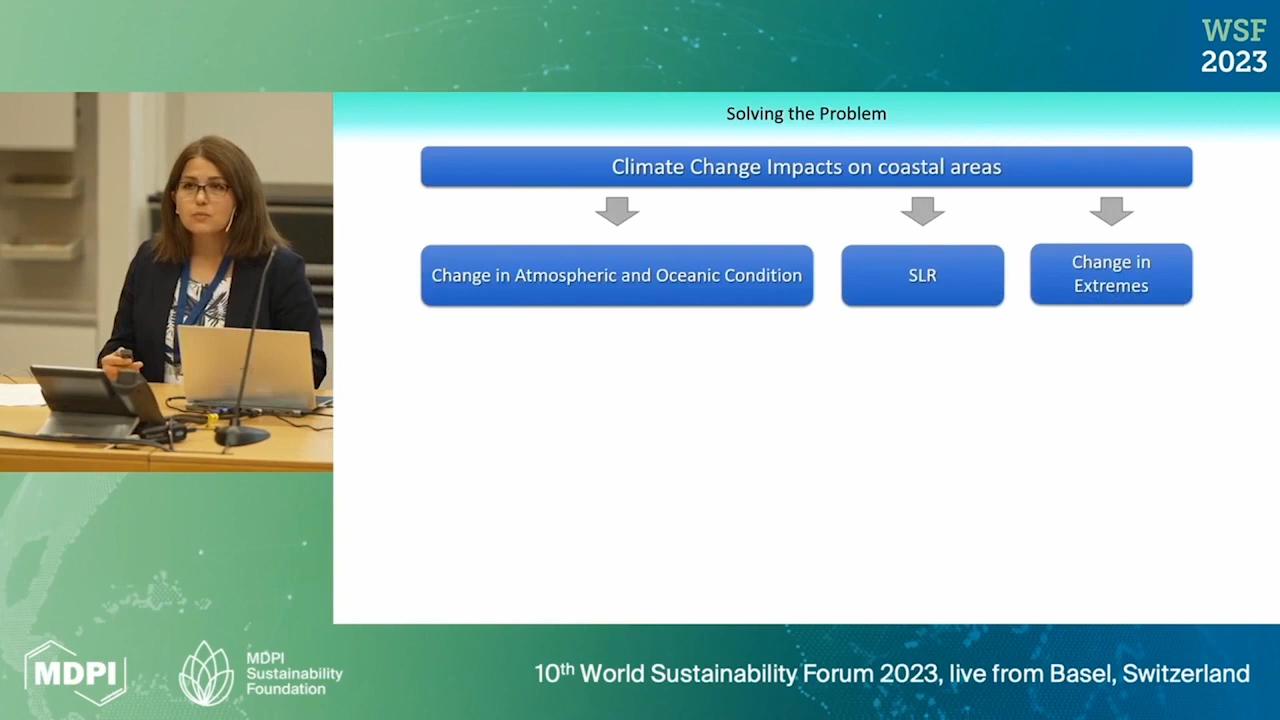 WSF
2023
Solving the Problem
Climate Change Impacts on coastal areas
Change in Atmospheric and Oceanic Condition
SLR
Change in
Extremes
MDPI
MDPI
Sustainability
Foundation
10th World Sustainability Forum 2023, live from Basel, Switzerland